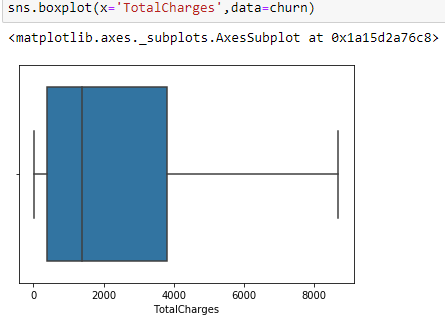 sns.boxplot(x='TotalCharges',data=churn)
<matplotlib.axes._subplots.AxesSubplot at 0x1a15d2a76c8>
0 2000 4000 6000 8000
TotalCharges